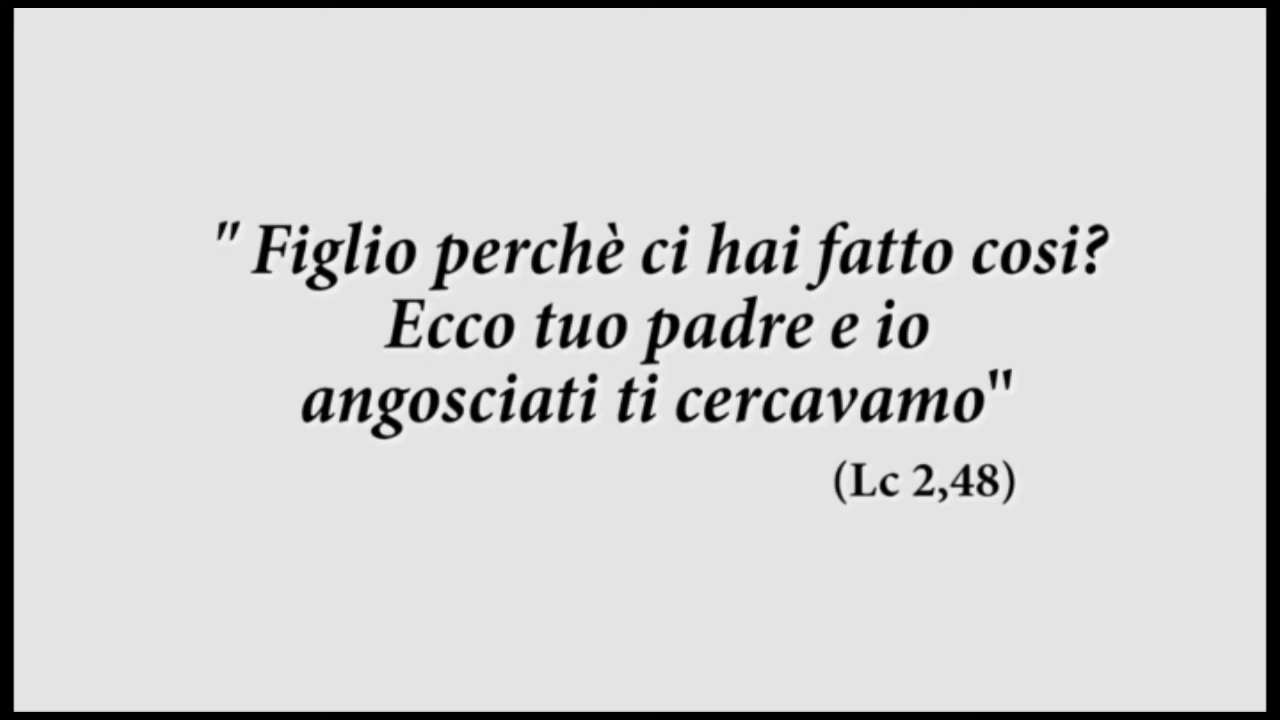 " Figlio perchè ci hai fatto cosi?
Ecco tuo padre e io
angosciati ti cercavamo"
(Lc 2,48)